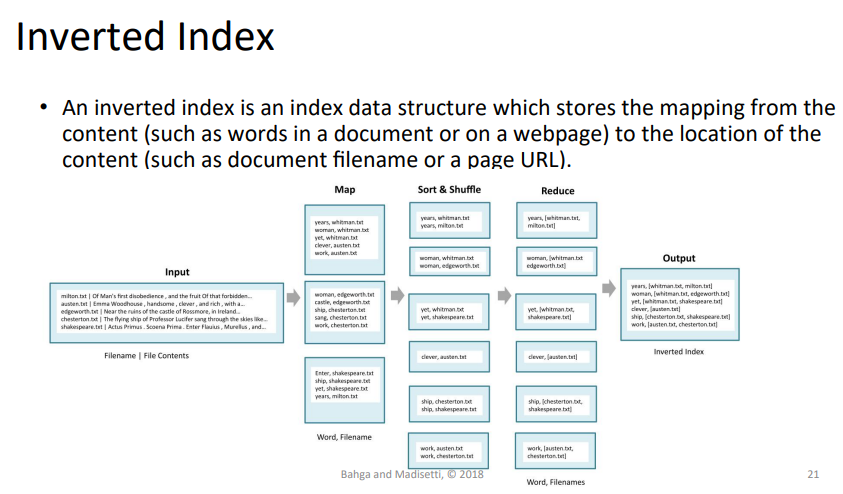 Inverted Index
• An inverted index is an index data structure which stores the mapping from the
content (such as words in a document or on a webpage) to the location of the
content (such as document filename or a page URL).
Input
milton.txt | Of Man's first disobedience , and the fruit Of that forbidden...
austen.txt | Emma Woodhouse , handsome , clever , and rich , with a...
edgeworth.txt | Near the ruins of the castle of Rossmore, in Ireland...
chesterton.txt | The flying ship of Professor Lucifer sang through the skies like...
shakespeare.txt | Actus Primus . Scoena Prima . Enter Flauius , Murellus , and...
Filename | File Contents
Map
years, whitman.txt
woman, whitman.txt
yet, whitman.txt
clever, austen.txt
work, austen.txt
woman, edgeworth.txt
castle, edgeworth.txt
ship, chesterton.txt
sang, chesterton.txt
work, chesterton.txt
Enter, shakespeare.txt
ship, shakespeare.txt
yet, shakespeare.txt
years, milton.txt
Word, Filename
Sort & Shuffle
years, whitman.txt
years, milton.txt
woman, whitman.txt
woman, edgeworth.txt
yet, whitman.txt
yet, shakespeare.txt
clever, austen.txt
ship, chesterton.txt
ship, shakespeare.txt
work, austen.txt
work, chesterton.txt
Reduce
years, [whitman.txt,
milton.txt]
woman, [whitman.txt
edgeworth.txt]
yet, [whitman.txt,
shakespeare.txt]
clever, [austen.txt]
ship, [chesterton.txt,
shakespeare.txt]
work, [austen.txt,
chesterton.txt]
Word, Filenames
Output
years, [whitman.txt, milton.txt]
woman, [whitman.txt, edgeworth.txt]
yet, [whitman.txt, shakespeare.txt]
clever, [austen.txt]
ship, [chesterton.txt, shakespeare.txt]
work, [austen.txt, chesterton.txt]
Inverted Index
Bahga and Madisetti, © 2018
21